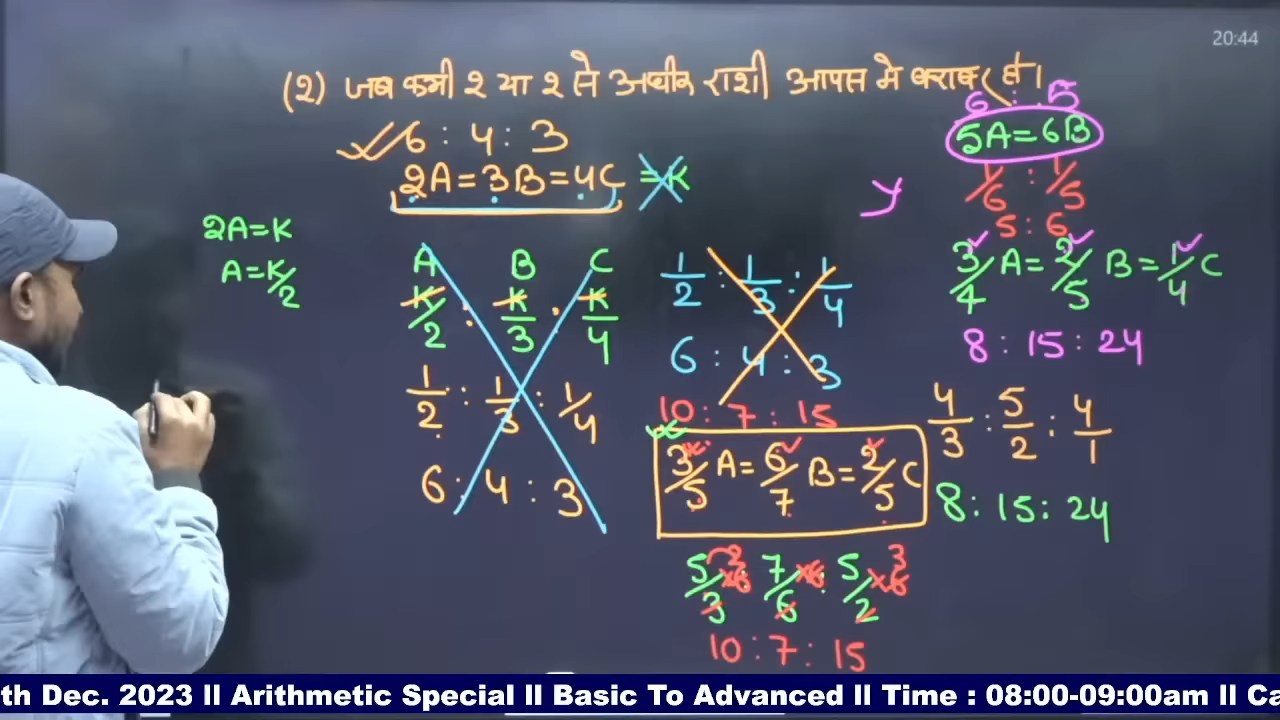 20:44
(2) जब कभी 2 या 2 से अधीक राशी आपस मे बराबर हो।
6 : 4 : 3
2A=3B=4C =K
2A=K
A=K/2
A B C
K/2 : K/3 : K/4
1/2 : 1/3 : 1/4
6 : 4 : 3
1/2 : 1/3 : 1/4
6 : 4 : 3
10 : 7 : 15
3/5 A = 6/7 B = 2/5 C
5/3 ×6 2 : 7/6 ×6 : 5/2 ×6 3
10 : 7 : 15
y
6 : 5
5A=6B
1/6 : 1/5
5 : 6
3/4 A = 2/5 B = 1/4 C
8 : 15 : 24
4/3 : 5/2 : 4/1
8 : 15 : 24
th Dec. 2023 II Arithmetic Special II Basic To Advanced II Time : 08:00-09:00am II Ca